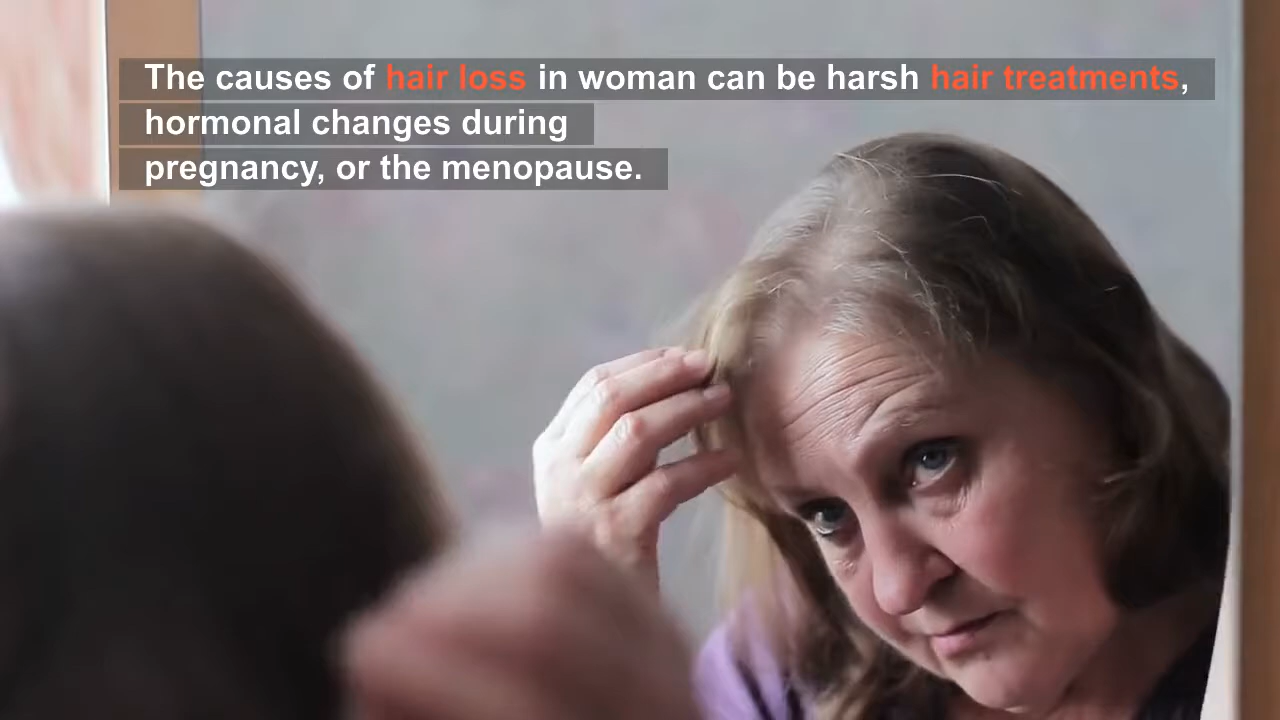 The causes of hair loss in woman can be harsh hair treatments,
hormonal changes during
pregnancy, or the menopause.